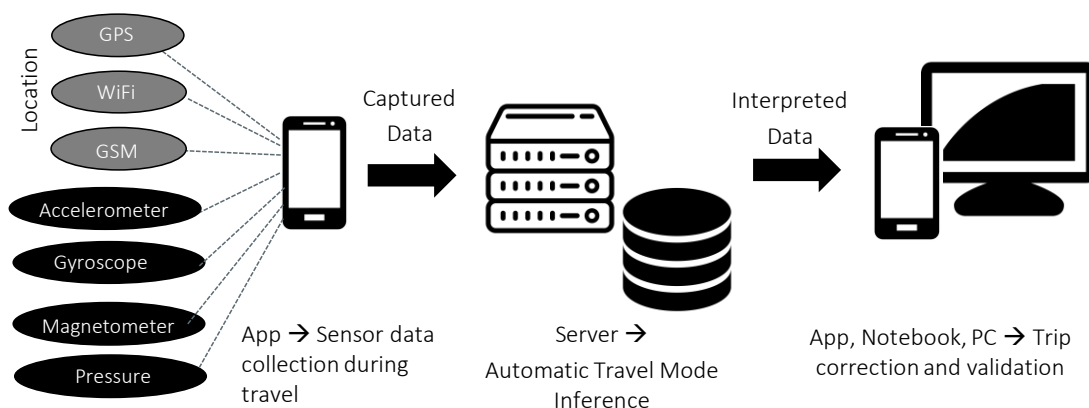 Location
GPS
WiFi
GSM
Accelerometer
Gyroscope
Magnetometer
Pressure
App → Sensor data
collection during
travel
Captured
Data
Server →
Automatic Travel Mode
Inference
Interpreted
Data
App, Notebook, PC → Trip
correction and validation